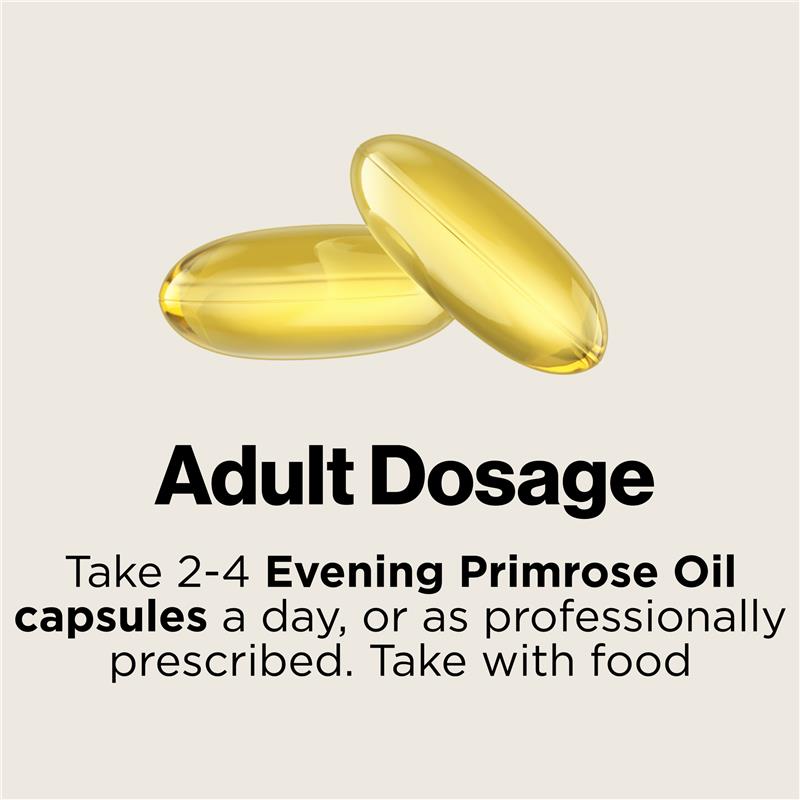 Adult Dosage
Take 2-4 Evening Primrose Oil
capsules a day, or as professionally
prescribed. Take with food